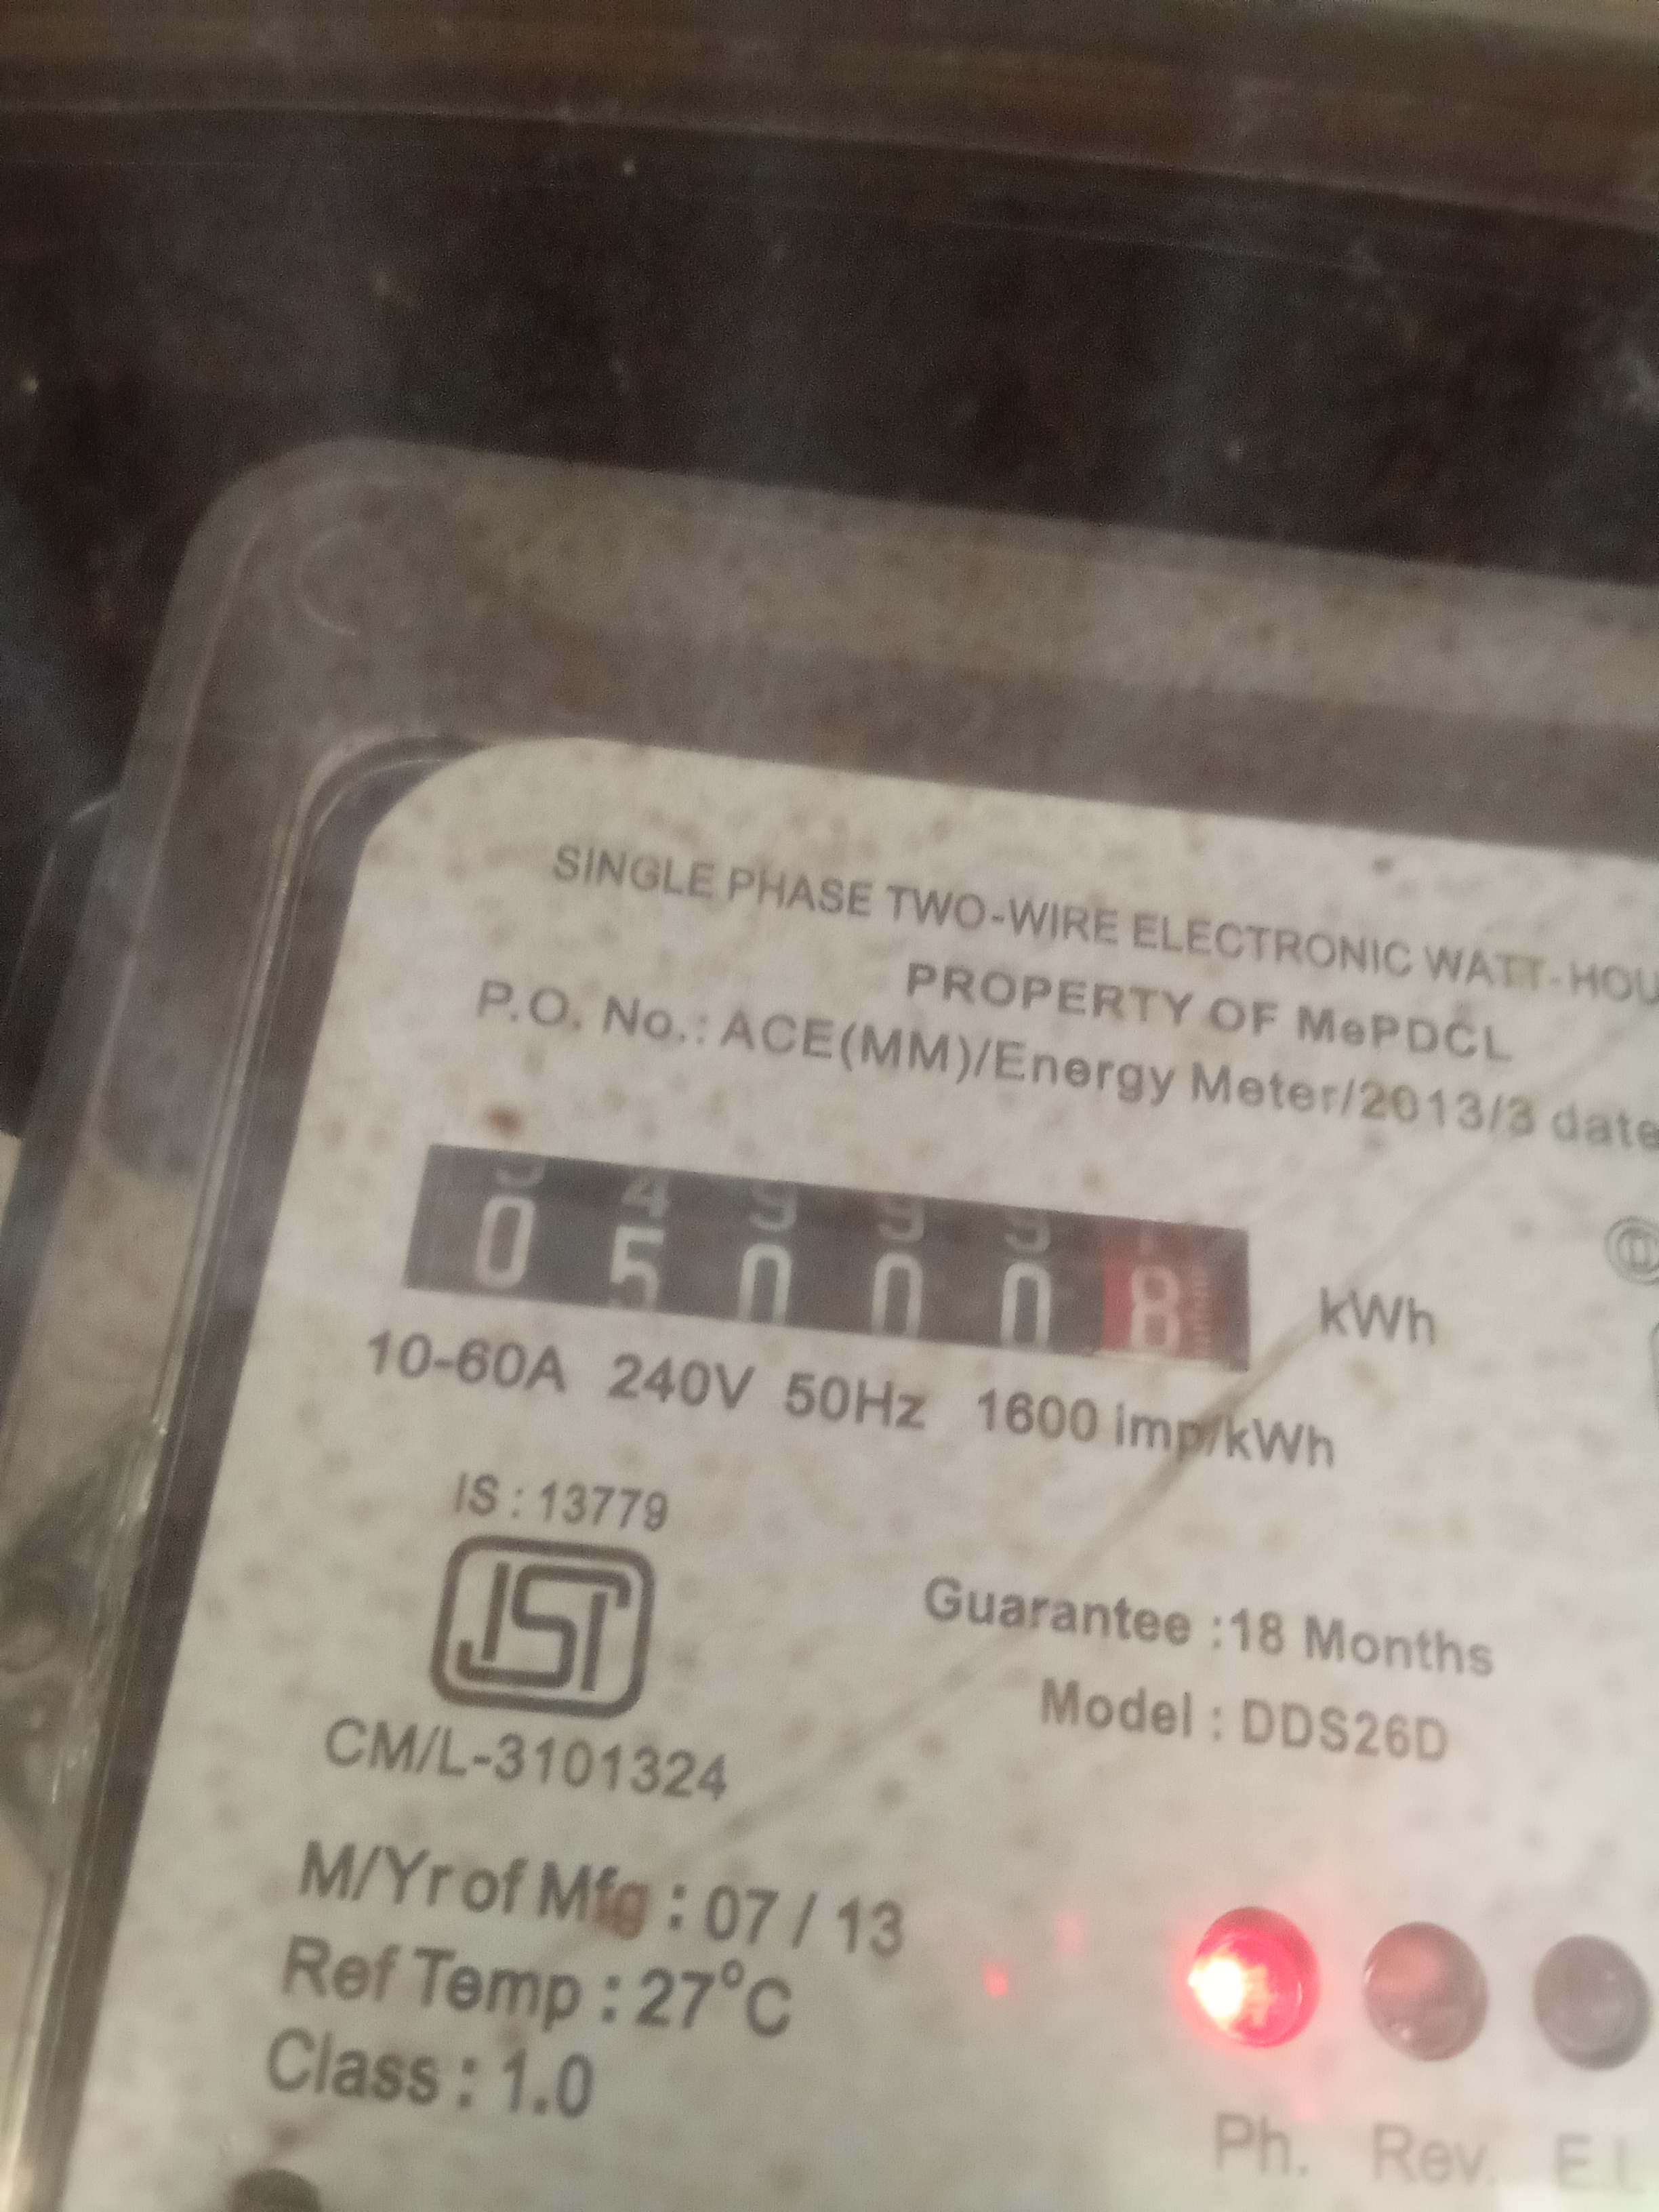 SINGLE PHASE TWO-WIRE ELECTRONIC WATT-HOU
PROPERTY OF MePDCL
P.O. No.: ACE(MM)/Energy Meter/2013/3 date
050008 kWh
10-60A 240V 50Hz 1600 imp/kWh
IS : 13779
ISI
CM/L-3101324
Guarantee :18 Months
Model : DDS26D
M/Yr of Mfg : 07 / 13
Ref Temp : 27°C
Class : 1.0
Ph. Rev. E.L